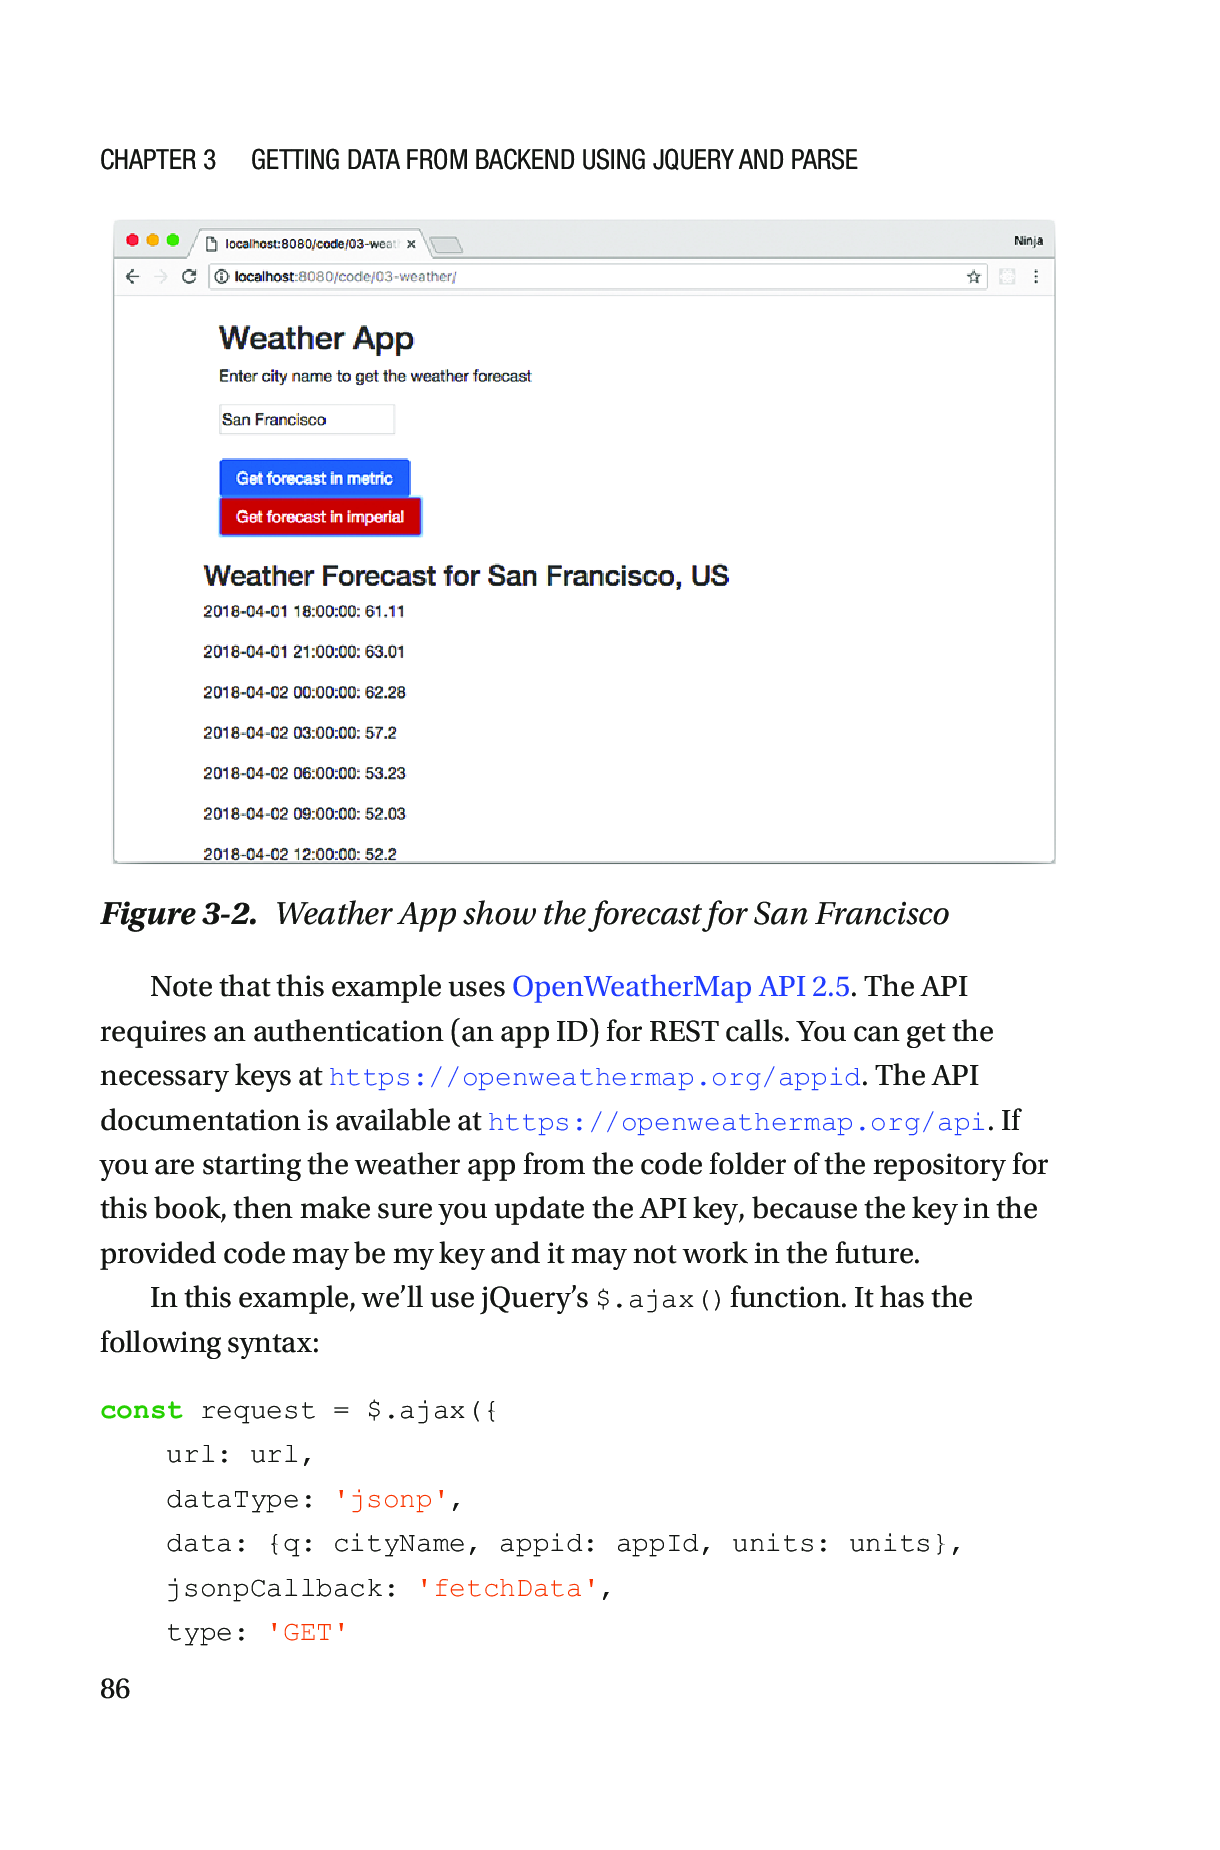 CHAPTER 3 GETTING DATA FROM BACKEND USING JQUERY AND PARSE
localhost:8080/code/03-weat
Ninja
localhost:8080/code/03-weather/
Weather App
Enter city name to get the weather forecast
San Francisco
Get forecast in metric
Get forecast in imperial
Weather Forecast for San Francisco, US
2018-04-01 18:00:00: 61.11
2018-04-01 21:00:00: 63.01
2018-04-02 00:00:00: 62.28
2018-04-02 03:00:00: 57.2
2018-04-02 06:00:00: 53.23
2018-04-02 09:00:00: 52.03
2018-04-02 12:00:00: 52.2
Figure 3-2. Weather App show the forecast for San Francisco
Note that this example uses OpenWeatherMap API 2.5. The API
requires an authentication (an app ID) for REST calls. You can get the
necessary keys at https://openweathermap.org/appid. The API
documentation is available at https://openweathermap.org/api. If
you are starting the weather app from the code folder of the repository for
this book, then make sure you update the API key, because the key in the
provided code may be my key and it may not work in the future.
In this example, we’ll use jQuery’s $.ajax() function. It has the
following syntax:
const request = $.ajax({
url: url,
dataType: 'jsonp',
data: {q: cityName, appid: appId, units: units},
jsonpCallback: 'fetchData',
type: 'GET'
86